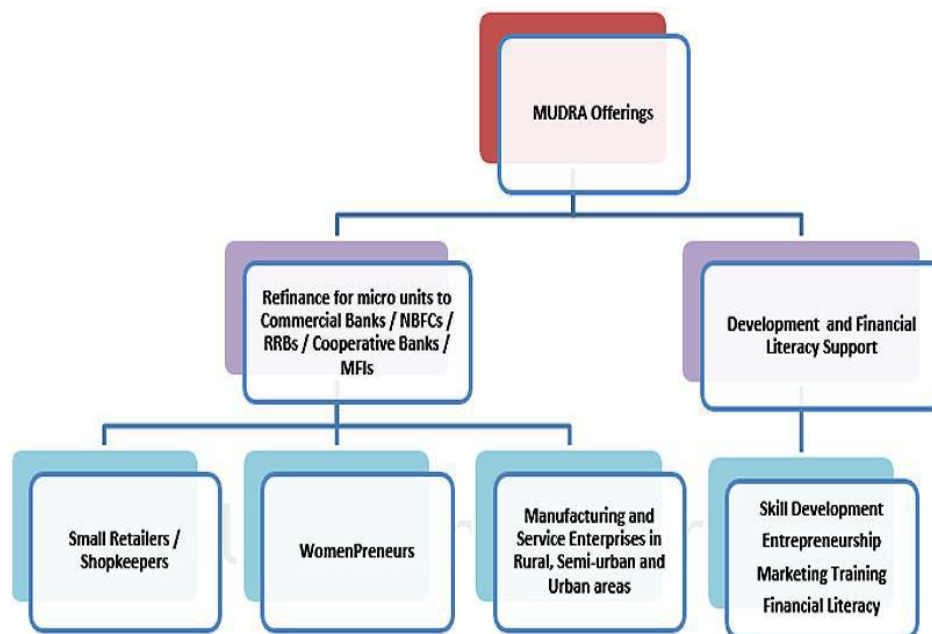 MUDRA Offerings
Refinance for micro units to
Commercial Banks / NBFCs /
RRBs / Cooperative Banks /
MFIs
Development and Financial
Literacy Support
Small Retailers /
Shopkeepers
WomenPreneurs
Manufacturing and
Service Enterprises in
Rural, Semi-urban and
Urban areas
Skill Development
Entrepreneurship
Marketing Training
Financial Literacy